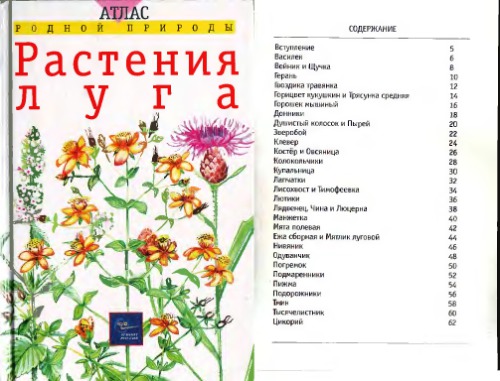 АТЛАС
РОДНОЙ ПРИРОДЫ
Растения
луга
СОДЕРЖАНИЕ
Вступление 5
Василек 6
Вейник и Щучка 8
Герань 10
Гвоздика травянка 12
Горицвет кукушкин и Трясунка средняя 14
Горошек мышиный 16
Донники 18
Душистый колосок и Пырей 20
Зверобой 22
Клевер 24
Костёр и Овсяница 26
Колокольчики 28
Купальница 30
Лапчатки 32
Лисохвост и Тимофеевка 34
Лютики 36
Лядвенец, Чина и Люцерна 38
Манжетка 40
Мята полевая 42
Ежа сборная и Мятлик луговой 44
Нивяник 46
Одуванчик 48
Погремок 50
Подмаренники 52
Пижма 54
Подорожники 56
Тмин 58
Тысячелистник 60
Цикорий 62